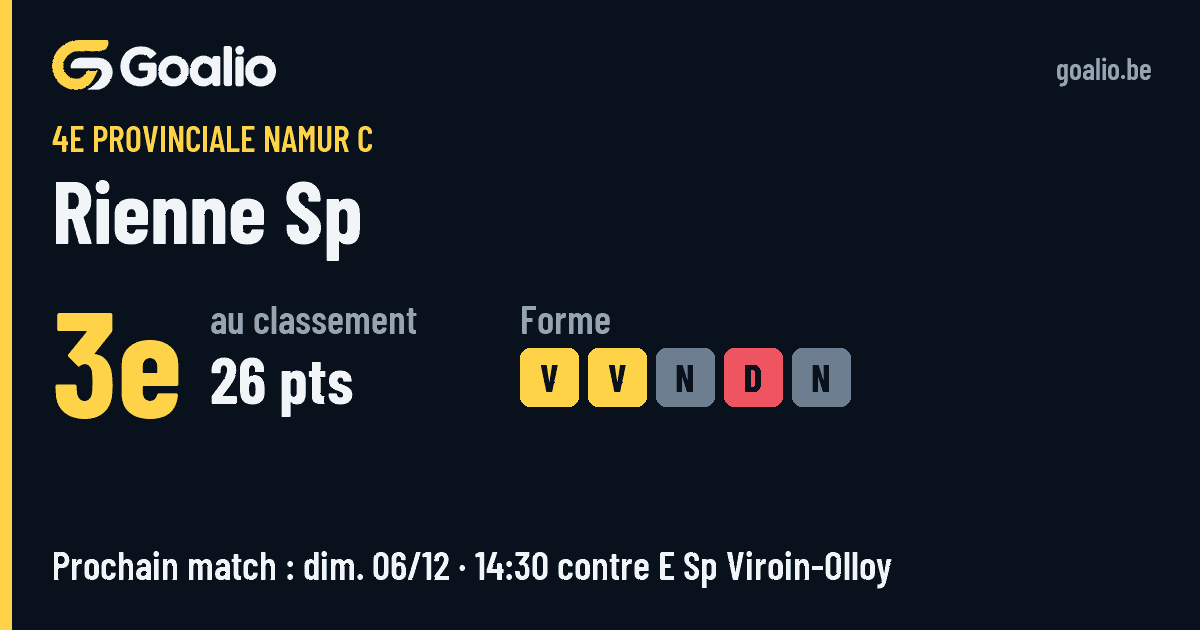 Goalio
goalio.be
4E PROVINCIALE NAMUR C
Rienne Sp
3e
au classement
26 pts
Forme
V V N D N
Prochain match : dim. 06/12 · 14:30 contre E Sp Viroin-Olloy